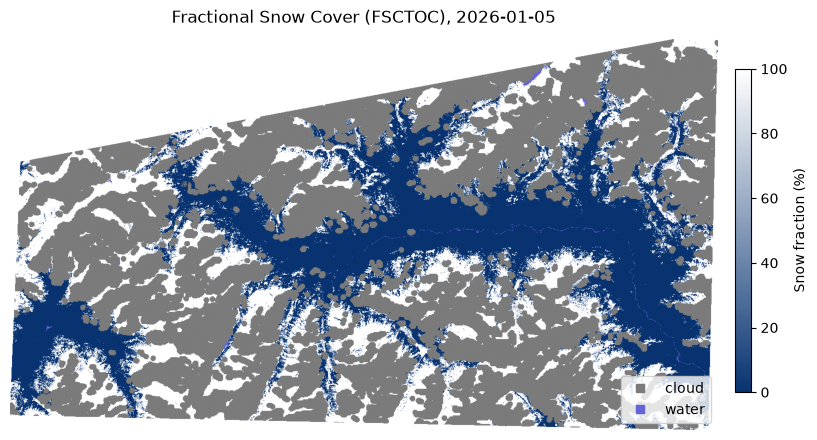 Fractional Snow Cover (FSCTOC), 2026-01-05
100
80
60
40
20
0
Snow fraction (%)
cloud
water